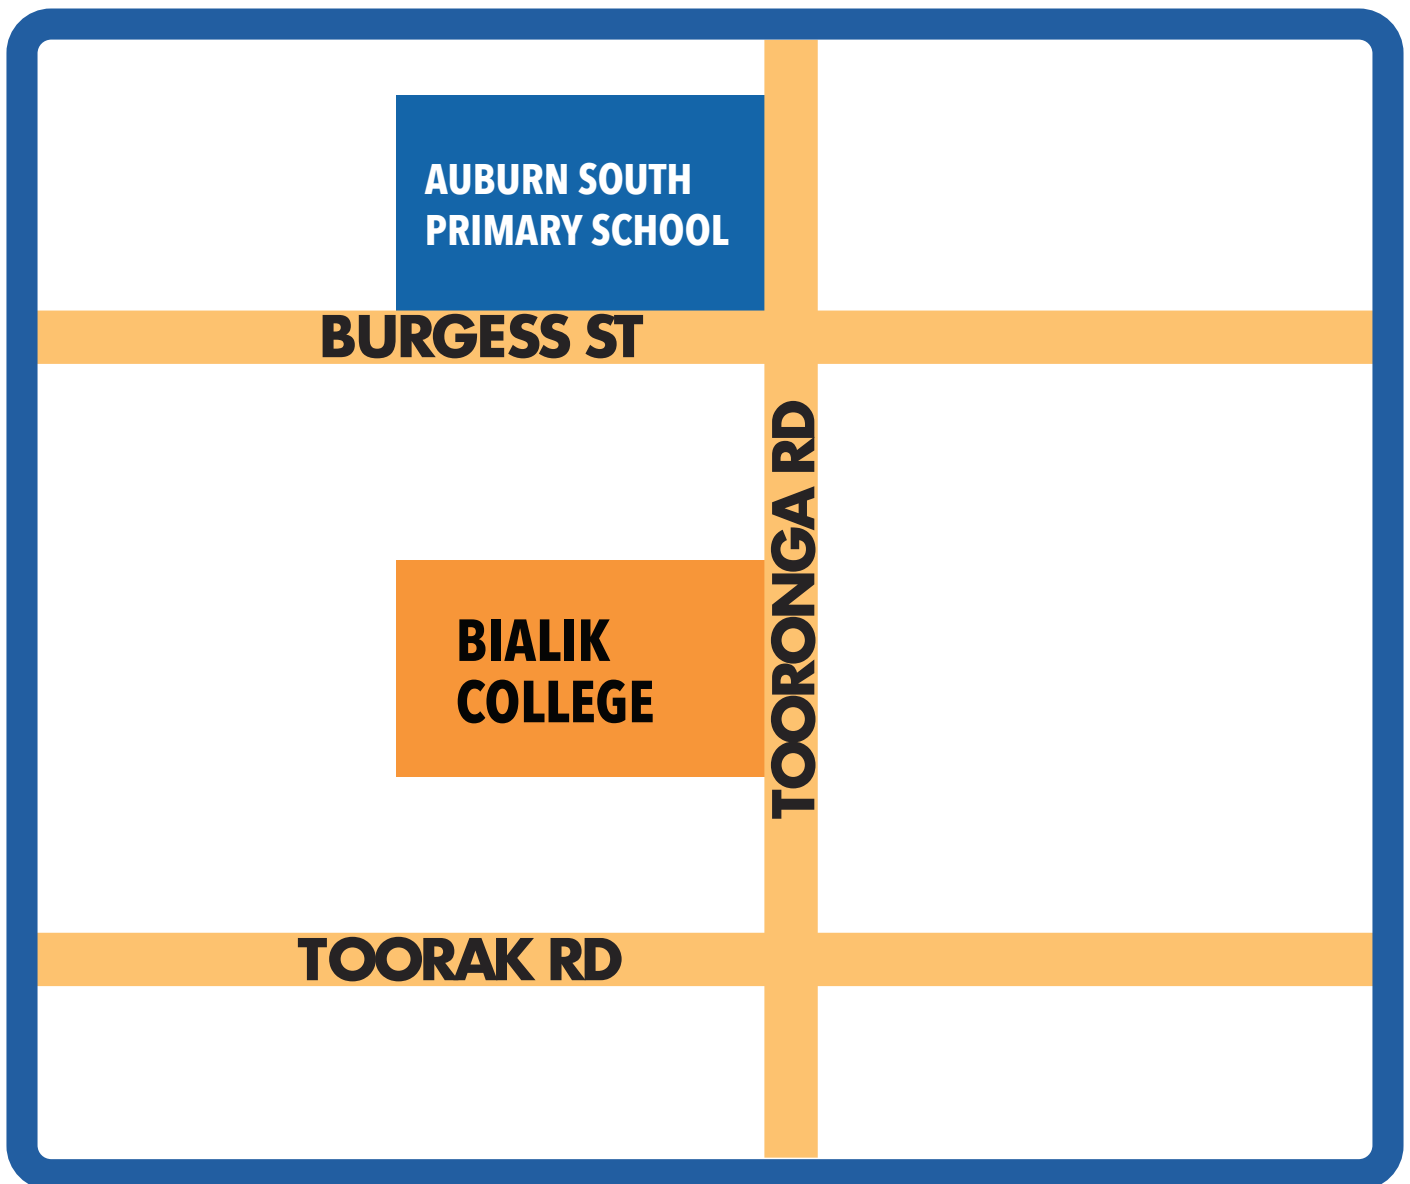 AUBURN SOUTH
PRIMARY SCHOOL
BURGESS ST
TOORONGA RD
BIALIK
COLLEGE
TOORAK RD